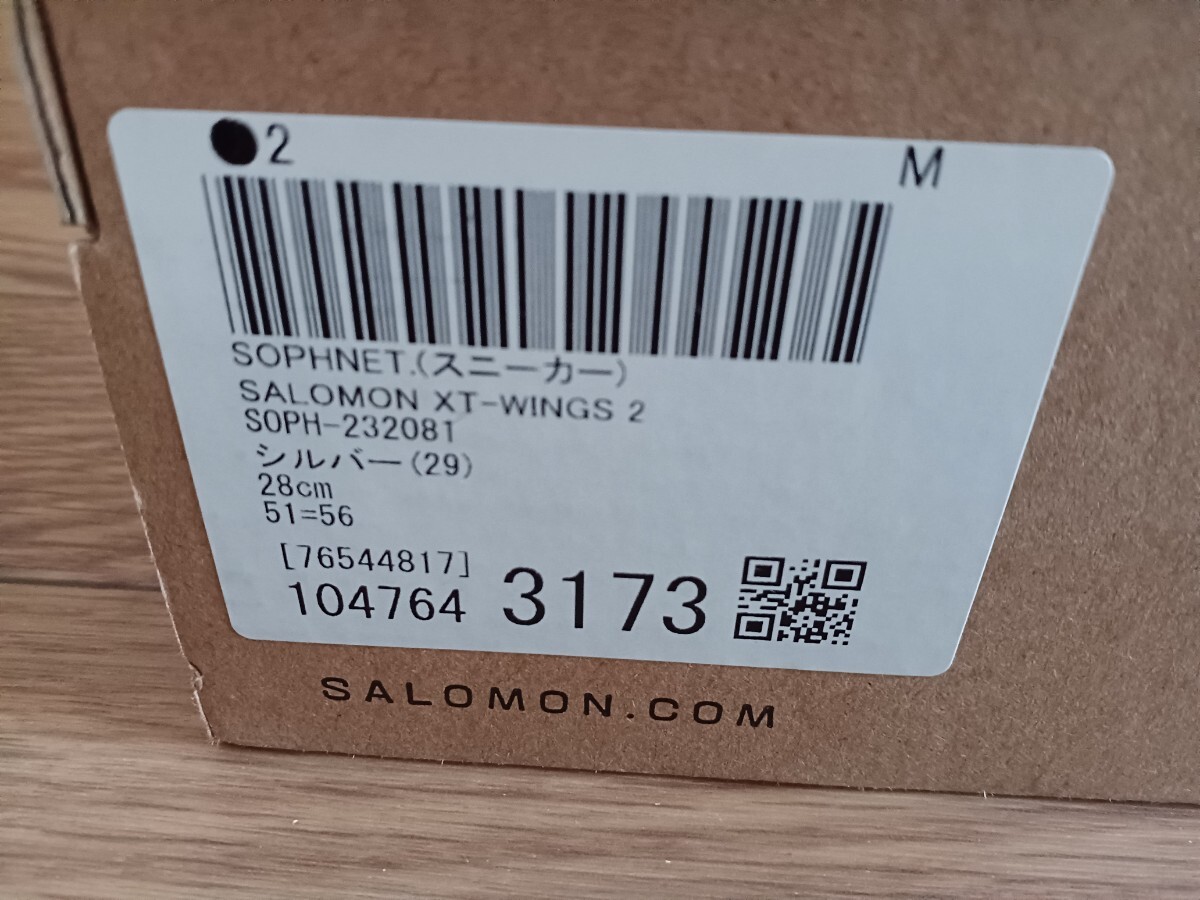 ●2 M
SOPHNET.(スニーカー)
SALOMON XT-WINGS 2
SOPH-232081
シルバー(29)
28cm
51=56
[76544817]
104764 3173
SALOMON.COM